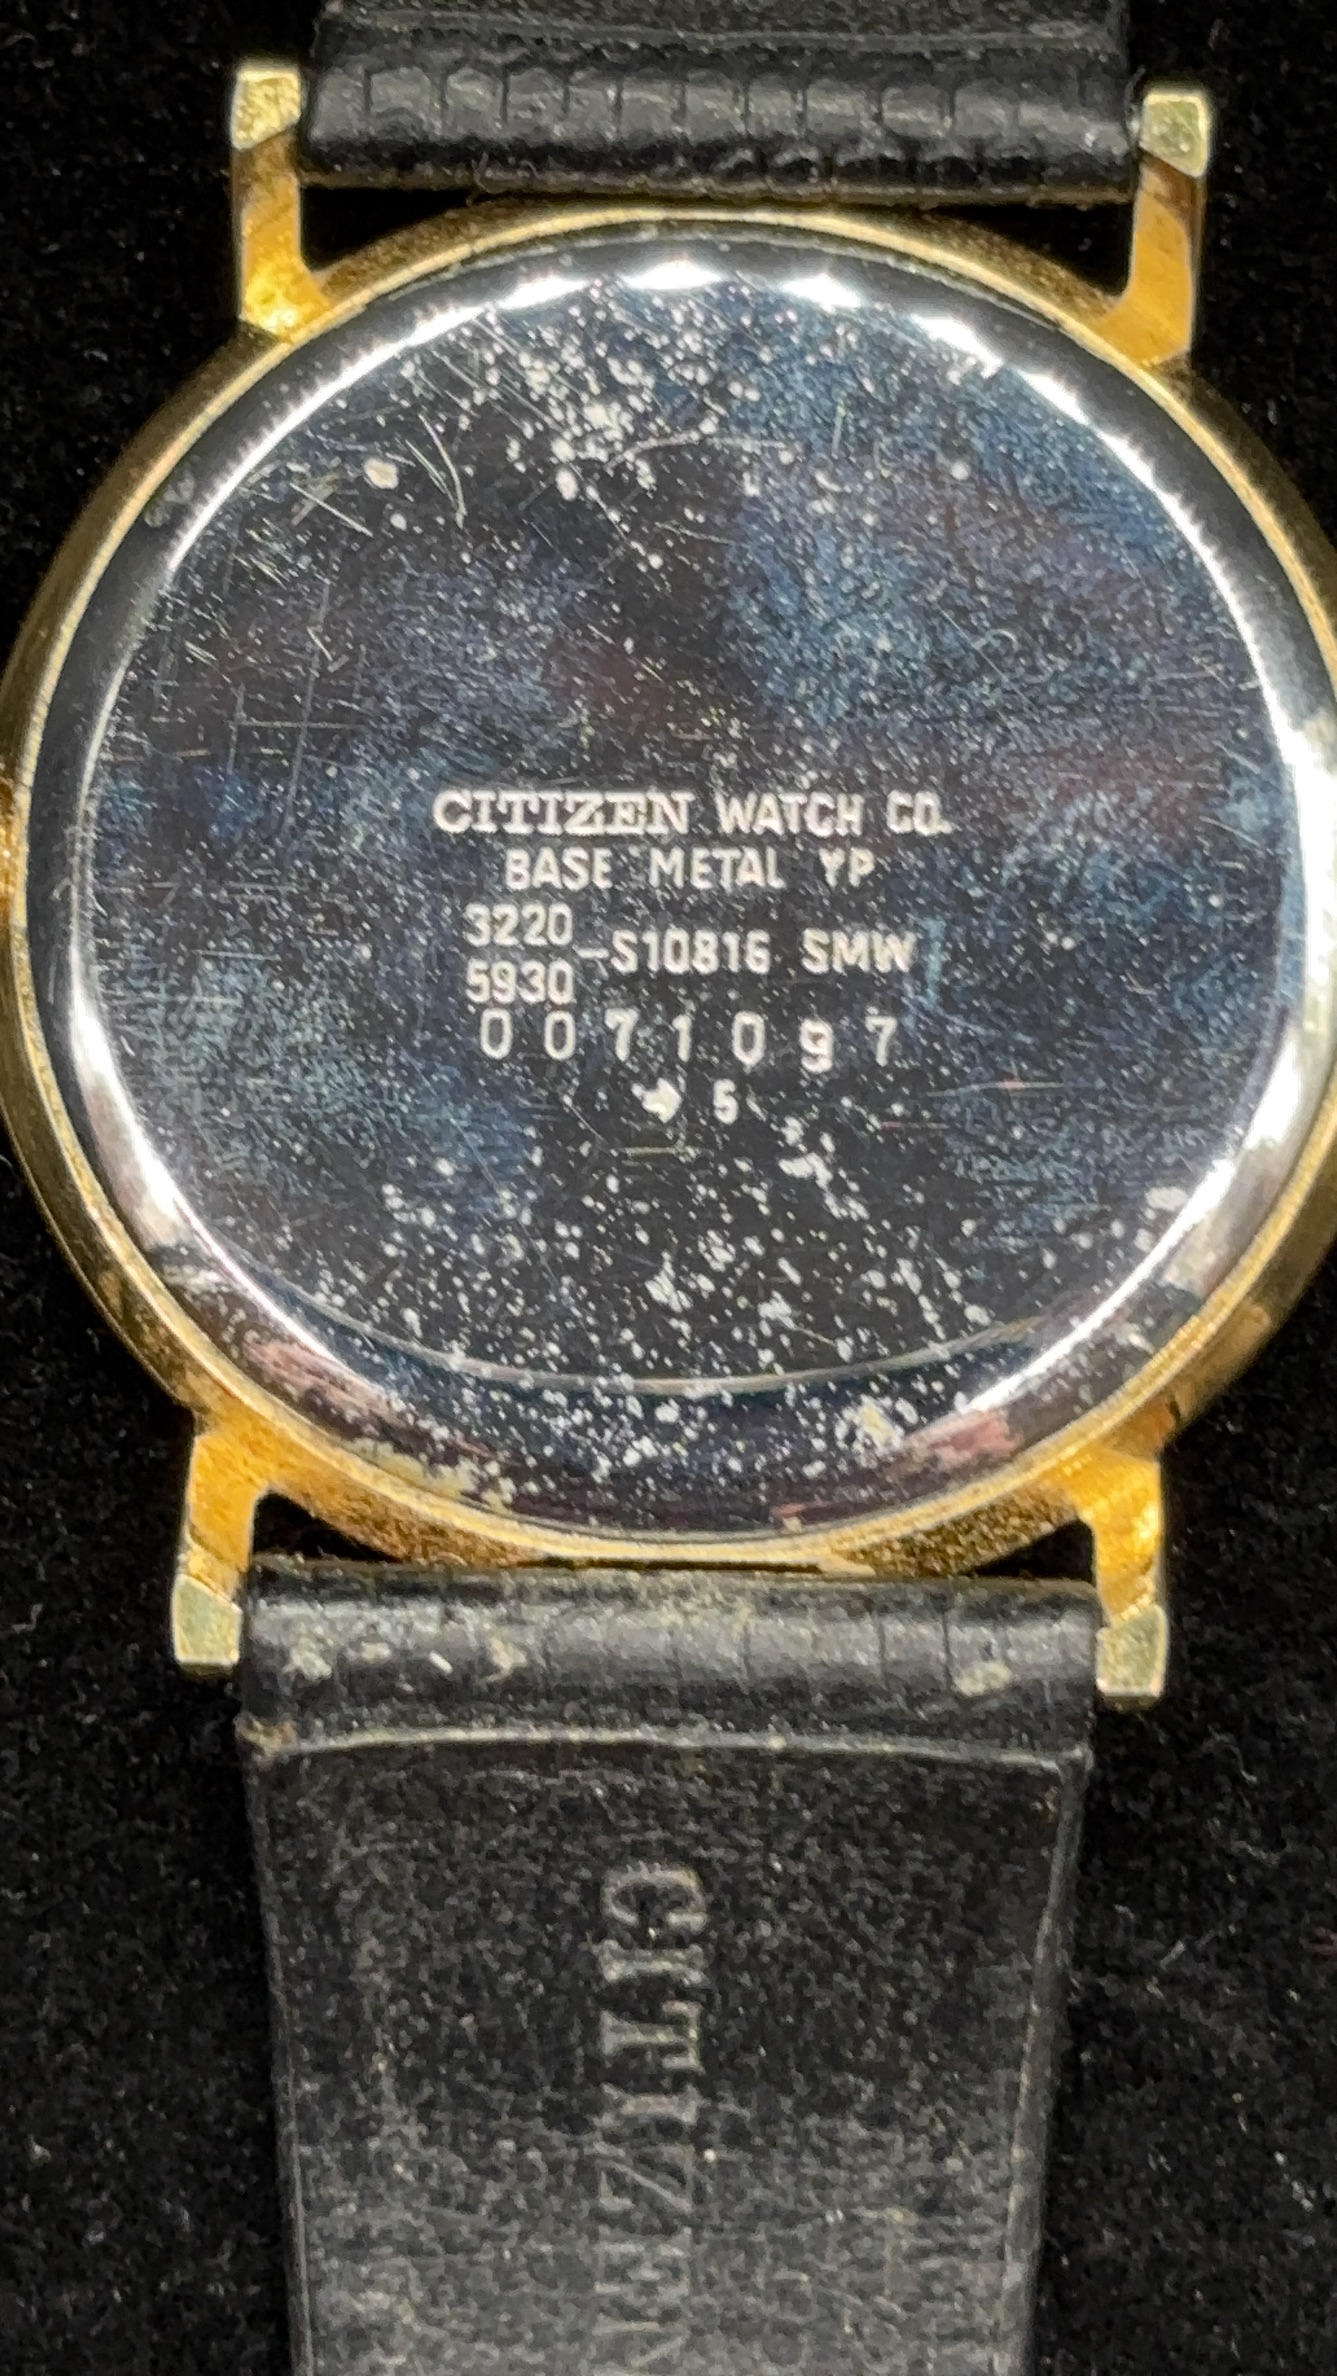 CITIZEN WATCH CO.
BASE METAL YP
3220
5930 -S10816 SMW
0071097
5
CITIZEN